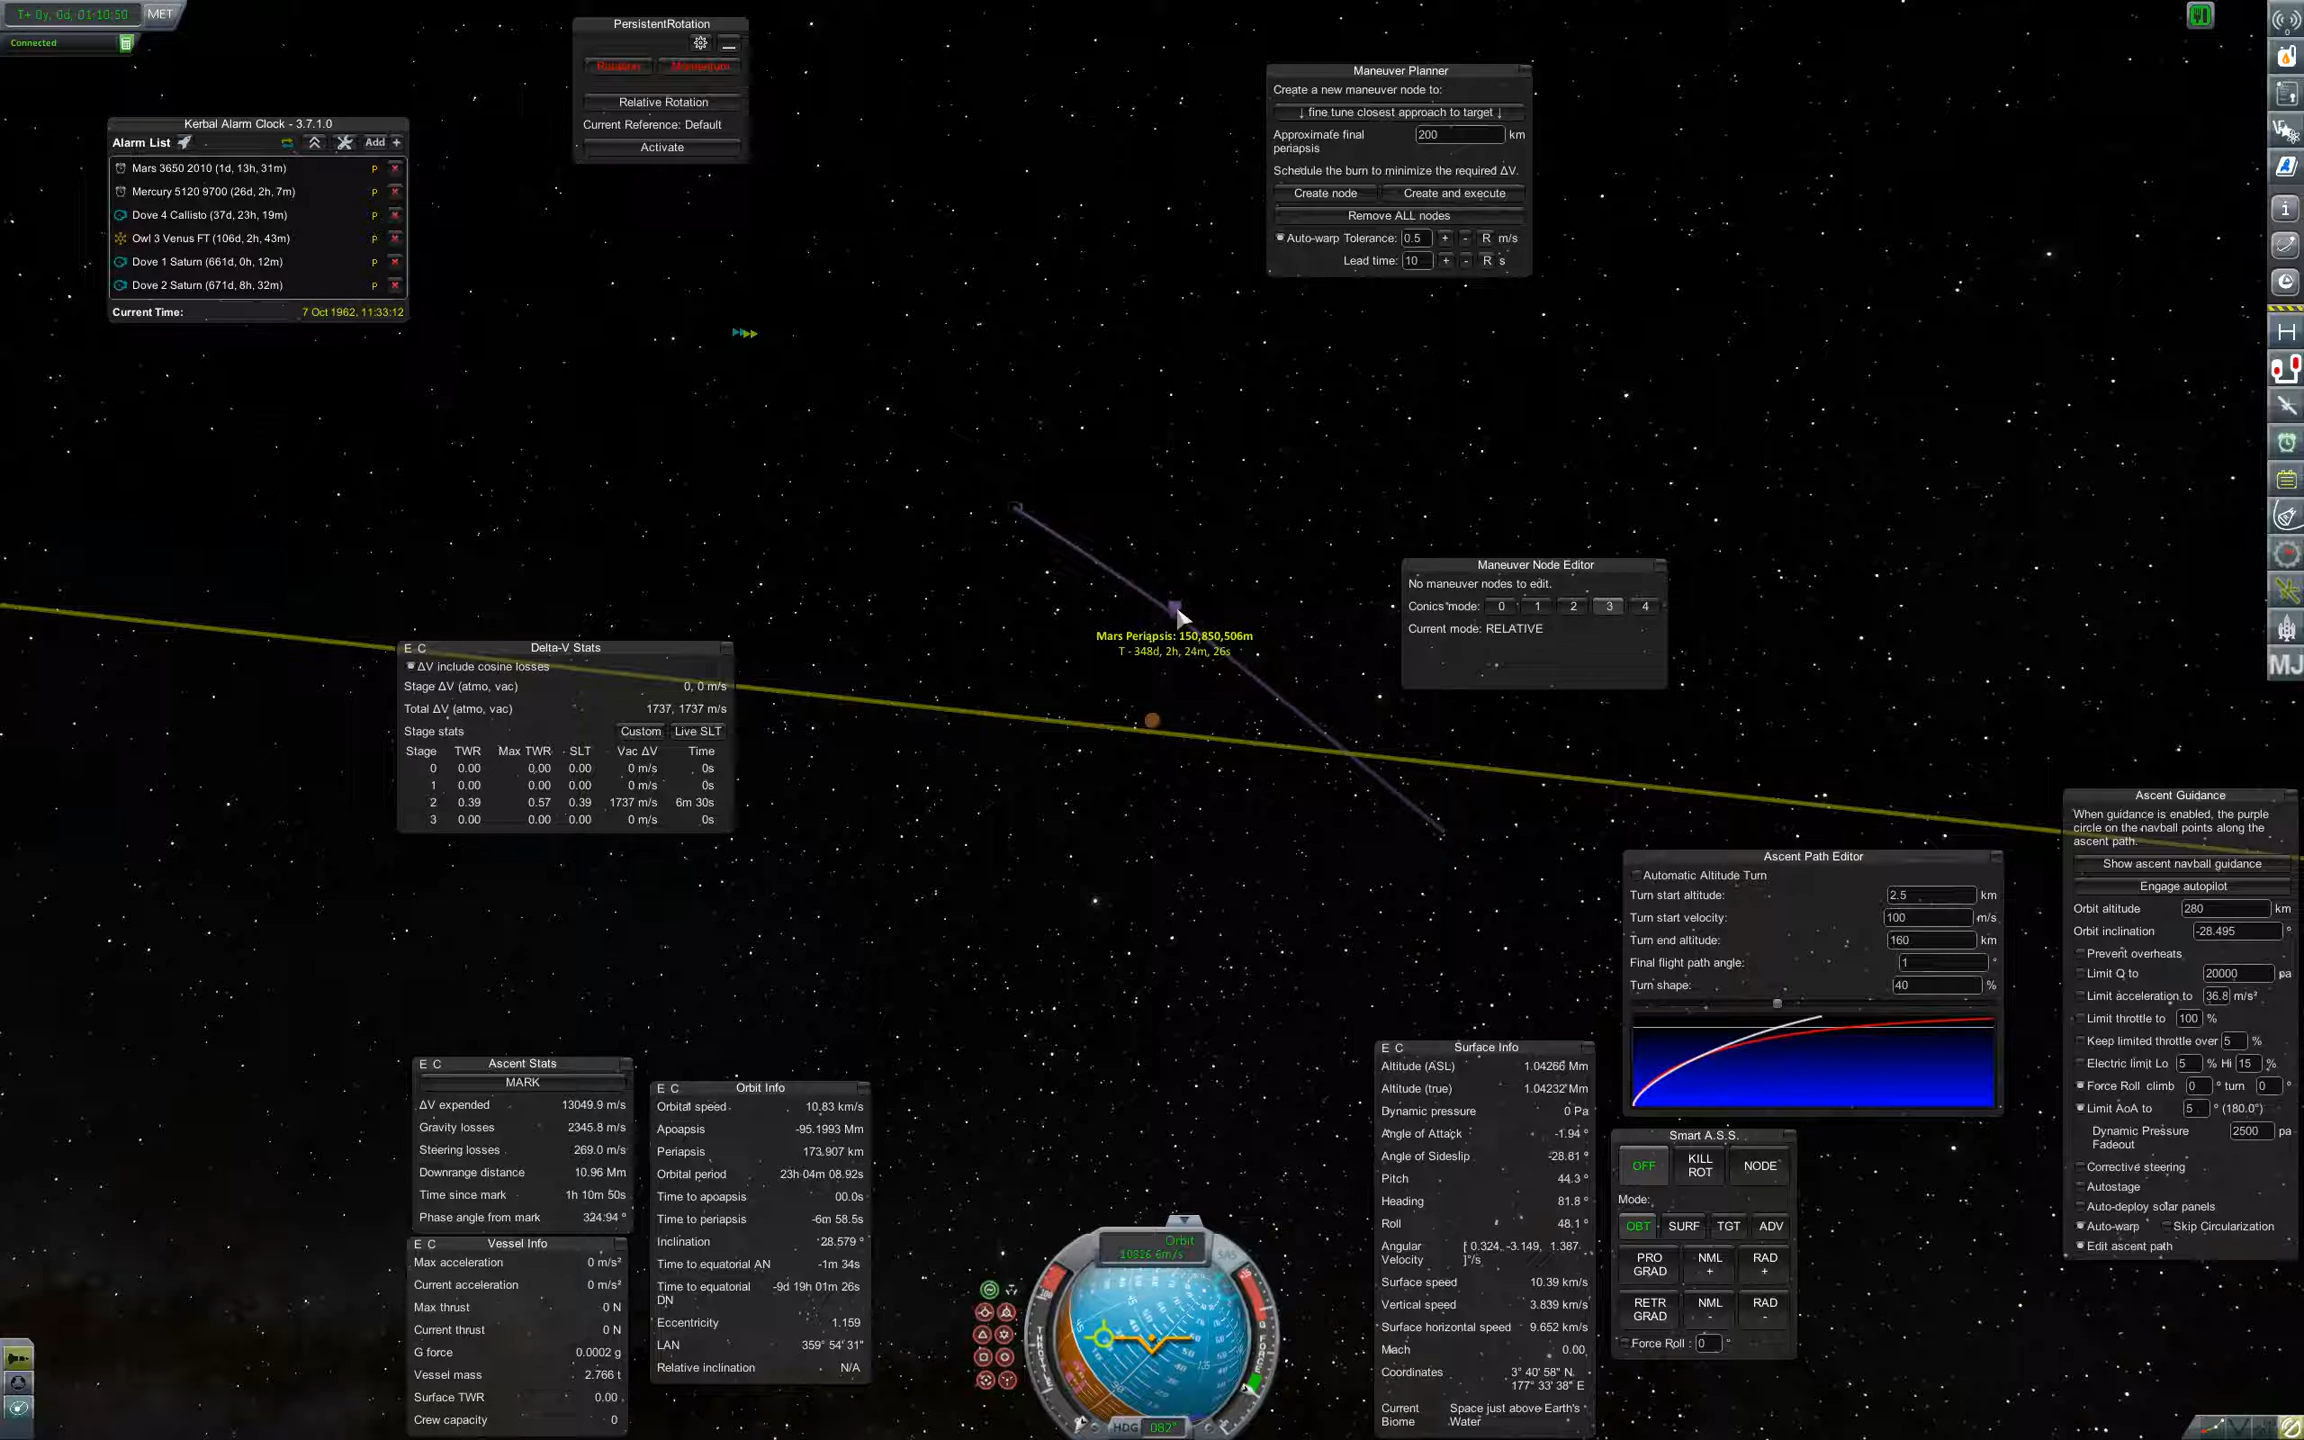 T+ 0y, 0d, 01:10:50 MET
Connected
PersistentRotation
Rotation Momentum
Relative Rotation
Current Reference: Default
Activate
Kerbal Alarm Clock - 3.7.1.0
Alarm List Add +
Mars 3650 2010 (1d, 13h, 31m) P
Mercury 5120 9700 (26d, 2h, 7m) P
Dove 4 Callisto (37d, 23h, 19m) P
Owl 3 Venus FT (106d, 2h, 43m) P
Dove 1 Saturn (661d, 0h, 12m) P
Dove 2 Saturn (671d, 8h, 32m) P
Current Time: 7 Oct 1962, 11:33:12
Maneuver Planner
Create a new maneuver node to:
↓ fine tune closest approach to target ↓
Approximate final periapsis 200 km
Schedule the burn to minimize the required ΔV.
Create node Create and execute
Remove ALL nodes
Auto-warp Tolerance: 0.5 + - R m/s
Lead time: 10 + - R s
Mars Periapsis: 150,850,506m
T - 348d, 2h, 24m, 26s
Maneuver Node Editor
No maneuver nodes to edit.
Conics mode: 0 1 2 3 4
Current mode: RELATIVE
E C Delta-V Stats
ΔV include cosine losses
Stage ΔV (atmo, vac) 0, 0 m/s
Total ΔV (atmo, vac) 1737, 1737 m/s
Stage stats Custom Live SLT
Stage TWR Max TWR SLT Vac ΔV Time
0 0.00 0.00 0.00 0 m/s 0s
1 0.00 0.00 0.00 0 m/s 0s
2 0.39 0.57 0.39 1737 m/s 6m 30s
3 0.00 0.00 0.00 0 m/s 0s
Ascent Guidance
When guidance is enabled, the purple
circle on the navball points along the
ascent path.
Show ascent navball guidance
Engage autopilot
Orbit altitude 280 km
Orbit inclination -28.495 °
Prevent overheats
Limit Q to 20000 pa
Limit acceleration to 36.8 m/s²
Limit throttle to 100 %
Keep limited throttle over 5 %
Electric limit Lo 5 % Hi 15 %
Force Roll climb 0 ° turn 0 °
Limit AoA to 5 ° (180.0°)
Dynamic Pressure Fadeout 2500 pa
Corrective steering
Autostage
Auto-deploy solar panels
Auto-warp Skip Circularization
Edit ascent path
Ascent Path Editor
Automatic Altitude Turn
Turn start altitude: 2.5 km
Turn start velocity: 100 m/s
Turn end altitude: 160 km
Final flight path angle: 1 °
Turn shape: 40 %
E C Ascent Stats
MARK
ΔV expended 13049.9 m/s
Gravity losses 2345.8 m/s
Steering losses 269.0 m/s
Downrange distance 10.96 Mm
Time since mark 1h 10m 50s
Phase angle from mark 324.94 °
E C Vessel Info
Max acceleration 0 m/s²
Current acceleration 0 m/s²
Max thrust 0 N
Current thrust 0 N
G force 0.0002 g
Vessel mass 2.766 t
Surface TWR 0.00
Crew capacity 0
E C Orbit Info
Orbital speed 10.83 km/s
Apoapsis -95.1993 Mm
Periapsis 173,907 km
Orbital period 23h 04m 08.92s
Time to apoapsis 00.0s
Time to periapsis -6m 58.5s
Inclination 28.579 °
Time to equatorial AN -1m 34s
Time to equatorial DN -9d 19h 01m 26s
Eccentricity 1.159
LAN 359° 54' 31"
Relative inclination N/A
Orbit
10826.6m/s
SAS
HDG 082°
E C Surface Info
Altitude (ASL) 1.04266 Mm
Altitude (true) 1.04232 Mm
Dynamic pressure 0 Pa
Angle of Attack -1.94 °
Angle of Sideslip -28.81 °
Pitch 44.3 °
Heading 81.8 °
Roll 48.1 °
Angular Velocity [ 0.324, -3.149, 1.387 ]°/s
Surface speed 10.39 km/s
Vertical speed 3.839 km/s
Surface horizontal speed 9.652 km/s
Mach 0.00
Coordinates 3° 40' 58" N, 177° 33' 38" E
Current Biome Space just above Earth's Water
Smart A.S.S.
OFF KILL ROT NODE
Mode:
OBT SURF TGT ADV
PRO GRAD NML + RAD +
RETR GRAD NML - RAD -
Force Roll : 0 °
MJ